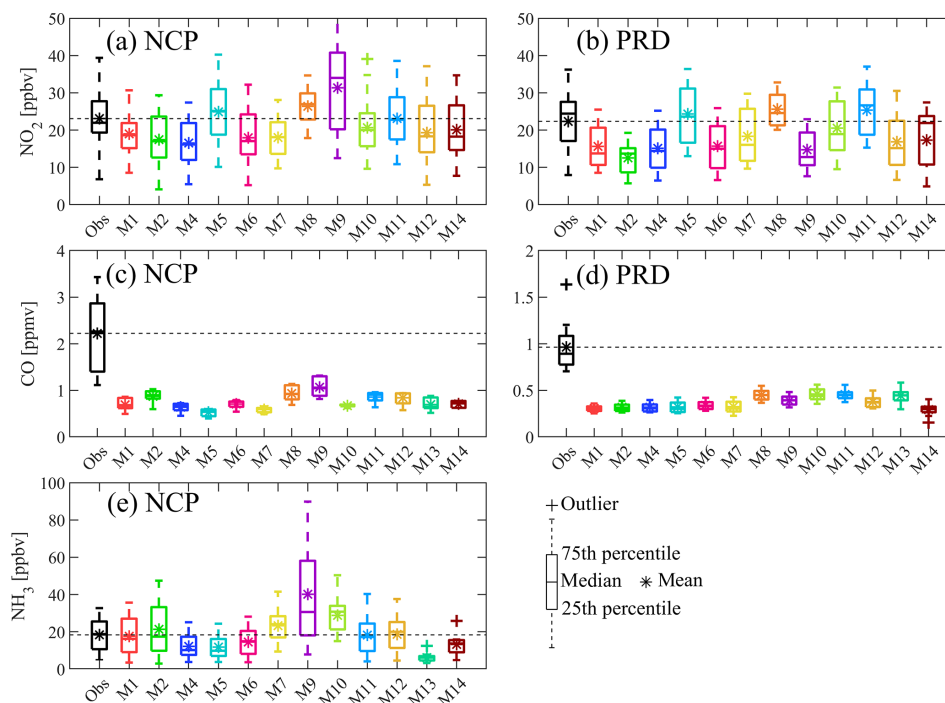 (a) NCP
NO2 [ppbv]
50
40
30
20
10
0
Obs M1 M2 M4 M5 M6 M7 M8 M9 M10 M11 M12 M14
(b) PRD
50
40
30
20
10
0
Obs M1 M2 M4 M5 M6 M7 M8 M9 M10 M11 M12 M14
(c) NCP
CO [ppmv]
4
3
2
1
0
Obs M1 M2 M4 M5 M6 M7 M8 M9 M10 M11 M12 M13 M14
(d) PRD
2
1.5
1
0.5
0
Obs M1 M2 M4 M5 M6 M7 M8 M9 M10 M11 M12 M13 M14
(e) NCP
NH3 [ppbv]
100
80
60
40
20
0
Obs M1 M2 M4 M5 M6 M7 M9 M10 M11 M12 M13 M14
Outlier
75th percentile
Median Mean
25th percentile